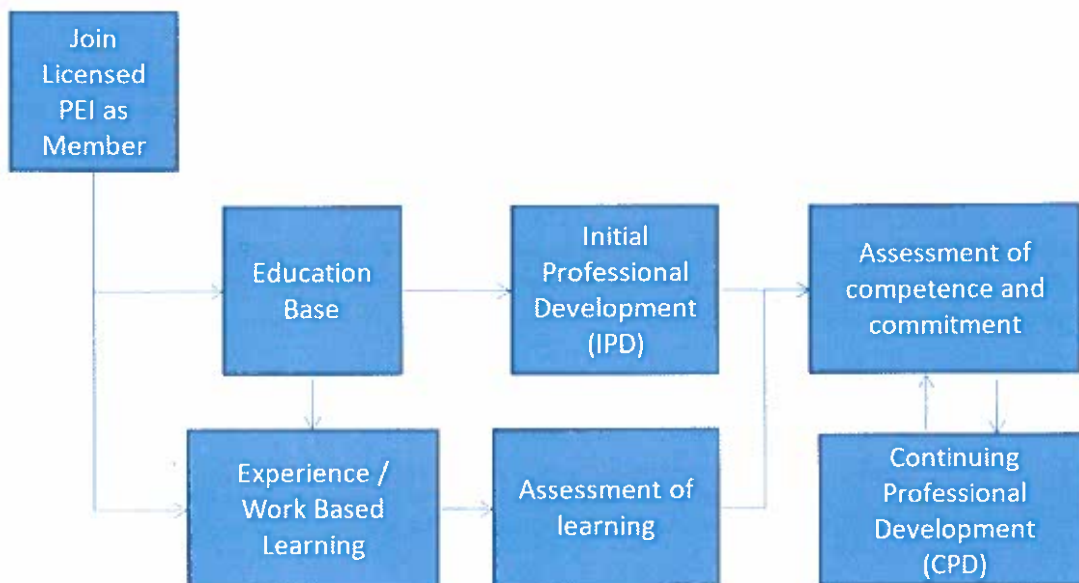 Join
Licensed
PEI as
Member
Education
Base
Initial
Professional
Development
(IPD)
Assessment of
competence and
commitment
Experience /
Work Based
Learning
Assessment of
learning
Continuing
Professional
Development
(CPD)